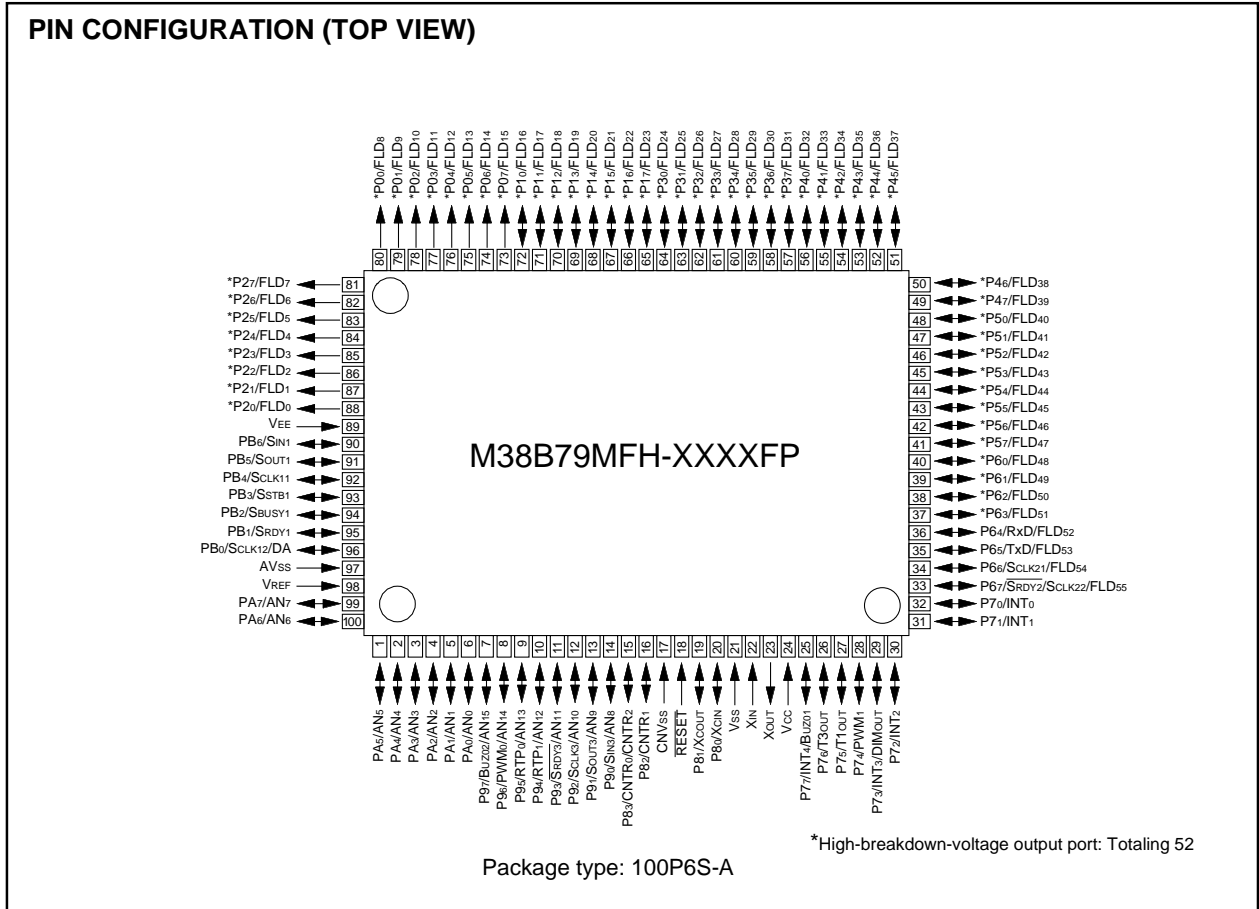 PIN CONFIGURATION (TOP VIEW)
*P00/FLD8
*P01/FLD9
*P02/FLD10
*P03/FLD11
*P04/FLD12
*P05/FLD13
*P06/FLD14
*P07/FLD15
*P10/FLD16
*P11/FLD17
*P12/FLD18
*P13/FLD19
*P14/FLD20
*P15/FLD21
*P16/FLD22
*P17/FLD23
*P30/FLD24
*P31/FLD25
*P32/FLD26
*P33/FLD27
*P34/FLD28
*P35/FLD29
*P36/FLD30
*P37/FLD31
*P40/FLD32
*P41/FLD33
*P42/FLD34
*P43/FLD35
*P44/FLD36
*P45/FLD37
80 79 78 77 76 75 74 73 72 71 70 69 68 67 66 65 64 63 62 61 60 59 58 57 56 55 54 53 52 51
*P27/FLD7 81
*P26/FLD6 82
*P25/FLD5 83
*P24/FLD4 84
*P23/FLD3 85
*P22/FLD2 86
*P21/FLD1 87
*P20/FLD0 88
VEE 89
PB6/SIN1 90
PB5/SOUT1 91
PB4/SCLK11 92
PB3/SSTB1 93
PB2/SBUSY1 94
PB1/SRDY1 95
PB0/SCLK12/DA 96
AVSS 97
VREF 98
PA7/AN7 99
PA6/AN6 100
M38B79MFH-XXXXFP
50 *P46/FLD38
49 *P47/FLD39
48 *P50/FLD40
47 *P51/FLD41
46 *P52/FLD42
45 *P53/FLD43
44 *P54/FLD44
43 *P55/FLD45
42 *P56/FLD46
41 *P57/FLD47
40 *P60/FLD48
39 *P61/FLD49
38 *P62/FLD50
37 *P63/FLD51
36 P64/RxD/FLD52
35 P65/TxD/FLD53
34 P66/SCLK21/FLD54
33 P67/SRDY2/SCLK22/FLD55
32 P70/INT0
31 P71/INT1
1 2 3 4 5 6 7 8 9 10 11 12 13 14 15 16 17 18 19 20 21 22 23 24 25 26 27 28 29 30
PA5/AN5
PA4/AN4
PA3/AN3
PA2/AN2
PA1/AN1
PA0/AN0
P97/BUZ02/AN15
P96/PWM0/AN14
P95/RTP0/AN13
P94/RTP1/AN12
P93/SRDY3/AN11
P92/SCLK3/AN10
P91/SOUT3/AN9
P90/SIN3/AN8
P83/CNTR0/CNTR2
P82/CNTR1
CNVSS
RESET
P81/XCOUT
P80/XCIN
VSS
XIN
XOUT
VCC
P77/INT4/BUZ01
P76/T3OUT
P75/T1OUT
P74/PWM1
P73/INT3/DIMOUT
P72/INT2
*High-breakdown-voltage output port: Totaling 52
Package type: 100P6S-A